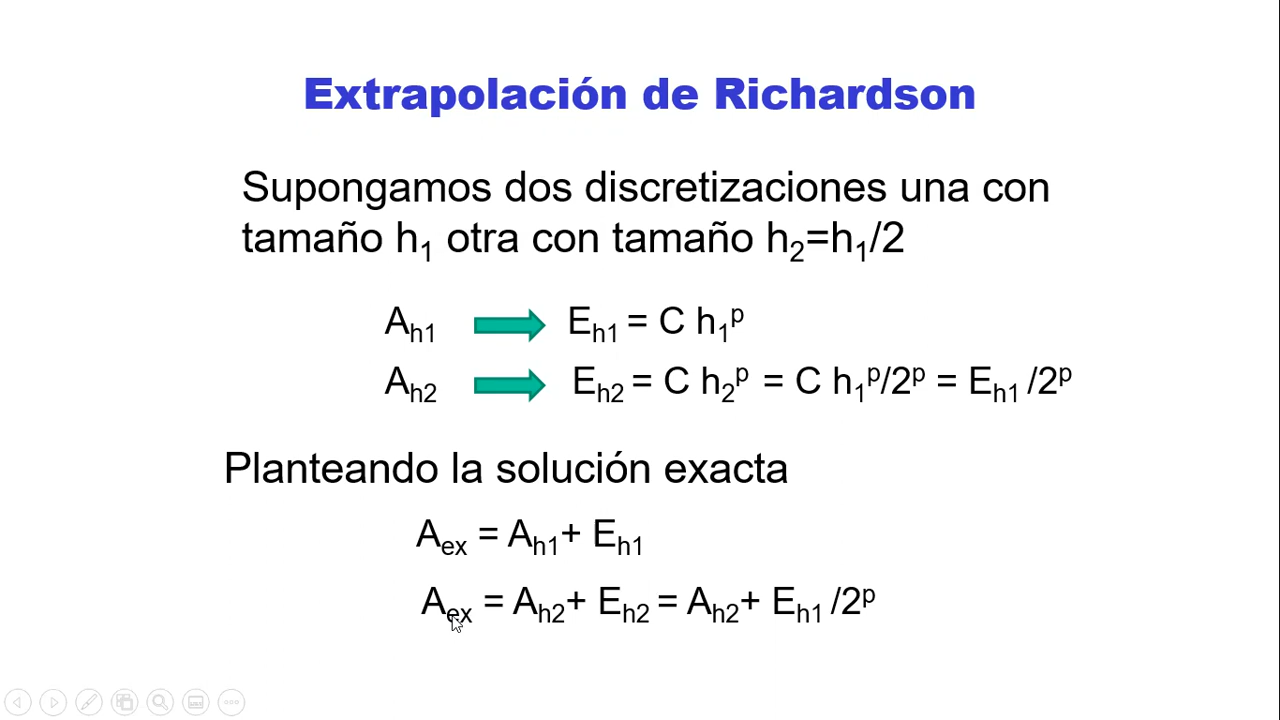 Extrapolación de Richardson
Supongamos dos discretizaciones una con
tamaño h₁ otra con tamaño h₂=h₁/2
Aₕ₁ Eₕ₁ = C h₁ᵖ
Aₕ₂ Eₕ₂ = C h₂ᵖ = C h₁ᵖ/2ᵖ = Eₕ₁ /2ᵖ
Planteando la solución exacta
Aₑₓ = Aₕ₁+ Eₕ₁
Aₑₓ = Aₕ₂+ Eₕ₂ = Aₕ₂+ Eₕ₁ /2ᵖ